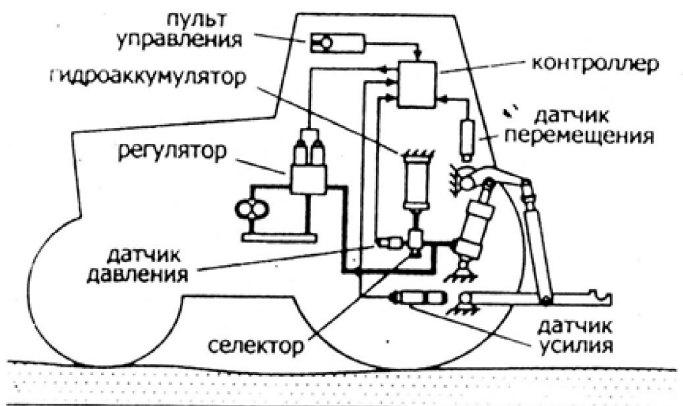 пульт
управления
гидроаккумулятор
контроллер
датчик
перемещения
регулятор
датчик
давления
селектор
датчик
усилия